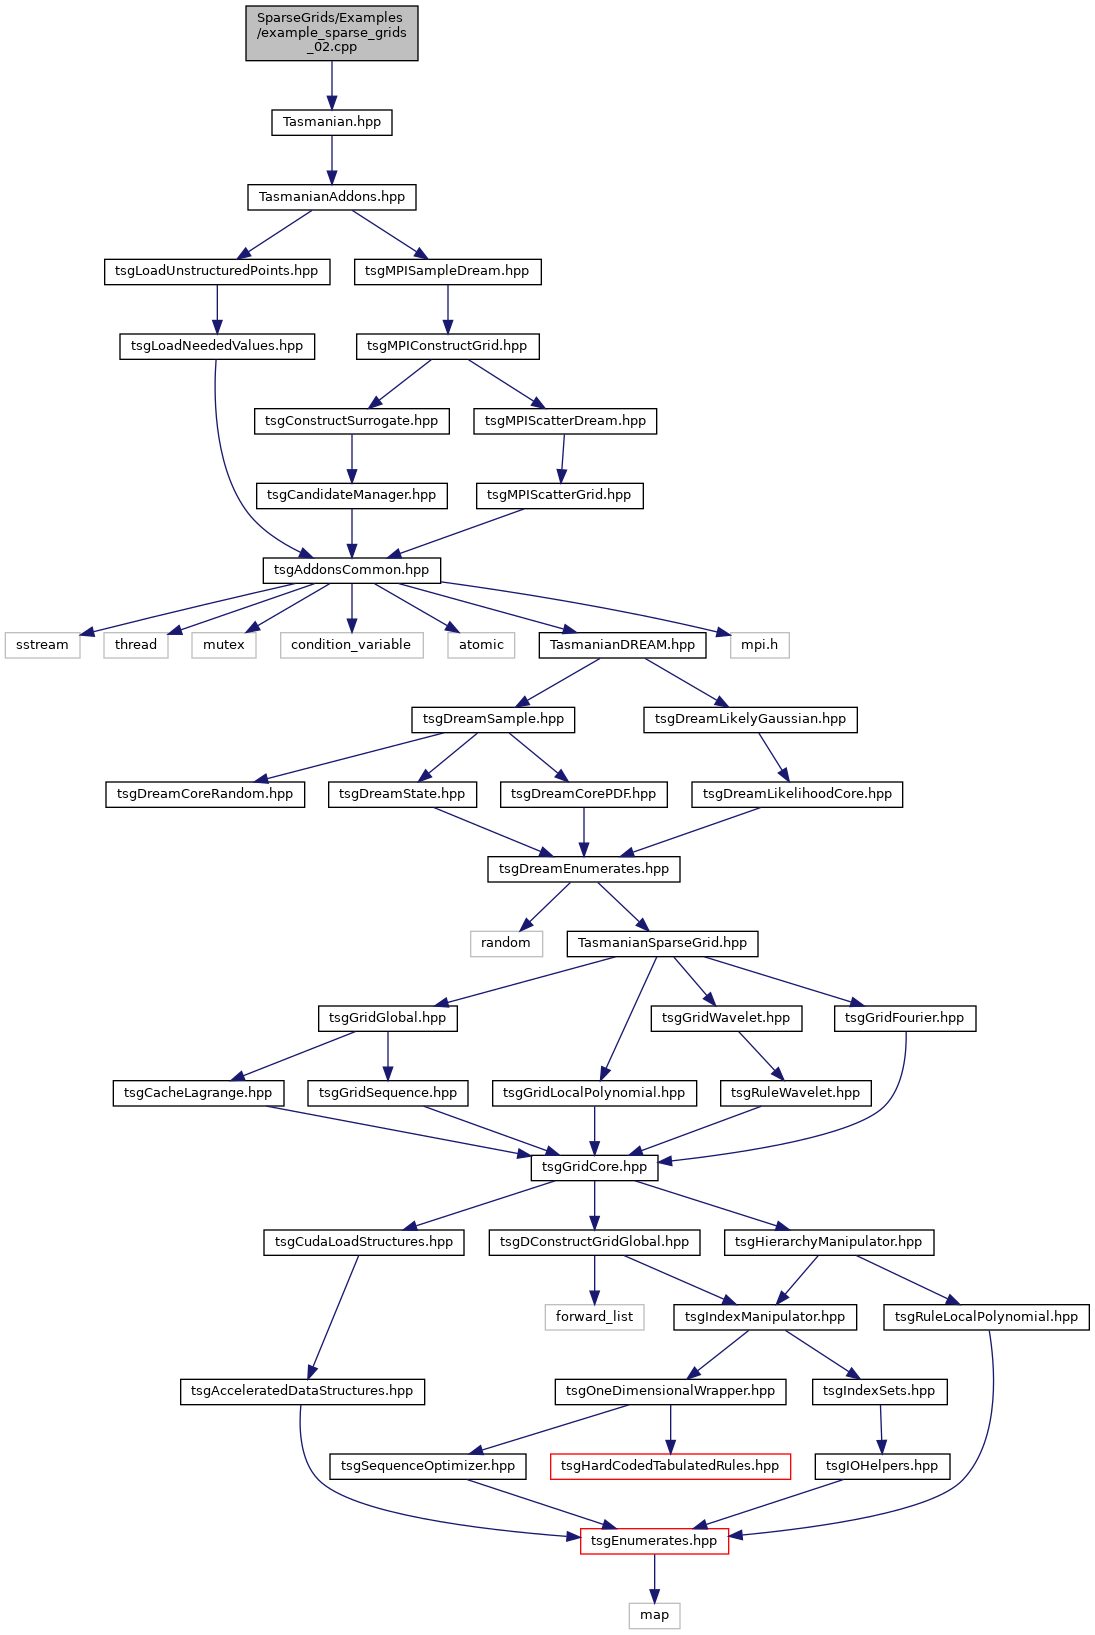 SparseGrids/Examples
/example_sparse_grids
_02.cpp
Tasmanian.hpp
TasmanianAddons.hpp
tsgLoadUnstructuredPoints.hpp
tsgMPISampleDream.hpp
tsgLoadNeededValues.hpp
tsgMPIConstructGrid.hpp
tsgConstructSurrogate.hpp
tsgMPIScatterDream.hpp
tsgCandidateManager.hpp
tsgMPIScatterGrid.hpp
tsgAddonsCommon.hpp
sstream
thread
mutex
condition_variable
atomic
TasmanianDREAM.hpp
mpi.h
tsgDreamSample.hpp
tsgDreamLikelyGaussian.hpp
tsgDreamCoreRandom.hpp
tsgDreamState.hpp
tsgDreamCorePDF.hpp
tsgDreamLikelihoodCore.hpp
tsgDreamEnumerates.hpp
random
TasmanianSparseGrid.hpp
tsgGridGlobal.hpp
tsgGridWavelet.hpp
tsgGridFourier.hpp
tsgCacheLagrange.hpp
tsgGridSequence.hpp
tsgGridLocalPolynomial.hpp
tsgRuleWavelet.hpp
tsgGridCore.hpp
tsgCudaLoadStructures.hpp
tsgDConstructGridGlobal.hpp
tsgHierarchyManipulator.hpp
forward_list
tsgIndexManipulator.hpp
tsgRuleLocalPolynomial.hpp
tsgAcceleratedDataStructures.hpp
tsgOneDimensionalWrapper.hpp
tsgIndexSets.hpp
tsgSequenceOptimizer.hpp
tsgHardCodedTabulatedRules.hpp
tsgIOHelpers.hpp
tsgEnumerates.hpp
map